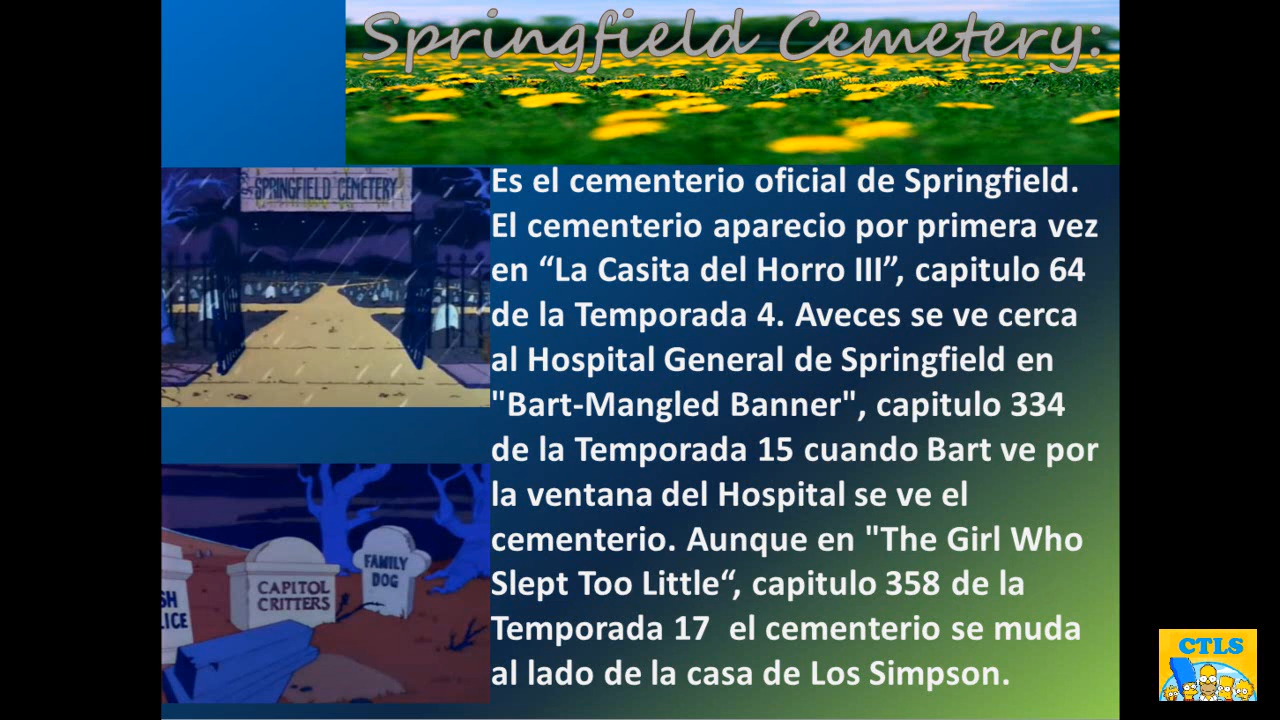 Springfield Cemetery:
SPRINGFIELD CEMETERY
Es el cementerio oficial de Springfield.
El cementerio aparecio por primera vez
en “La Casita del Horro III”, capitulo 64
de la Temporada 4. Aveces se ve cerca
al Hospital General de Springfield en
"Bart-Mangled Banner", capitulo 334
de la Temporada 15 cuando Bart ve por
la ventana del Hospital se ve el
cementerio. Aunque en "The Girl Who
Slept Too Little“, capitulo 358 de la
Temporada 17 el cementerio se muda
al lado de la casa de Los Simpson.
SH
LICE
CAPITOL
CRITTERS
FAMILY
DOG
CTLS